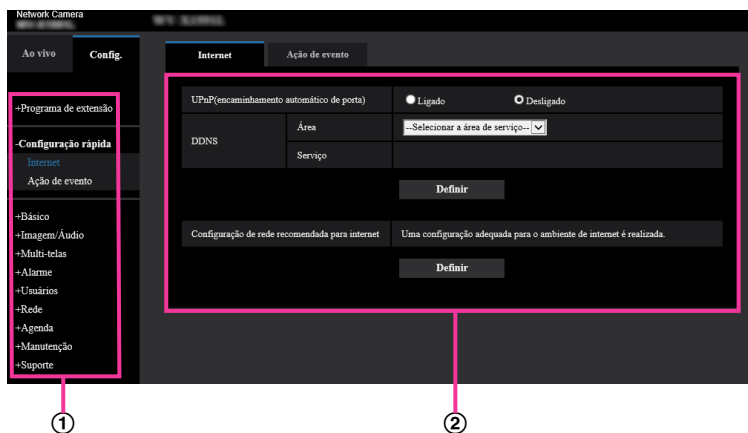 Network Camera
Ao vivo
Config.
+Programa de extensão
-Configuração rápida
Internet
Ação de evento
+Básico
+Imagem/Áudio
+Multi-telas
+Alarme
+Usuários
+Rede
+Agenda
+Manutenção
+Suporte
Internet
Ação de evento
UPnP(encaminhamento automático de porta)
Ligado
Desligado
DDNS
Área
--Selecionar a área de serviço--
Serviço
Definir
Configuração de rede recomendada para internet
Uma configuração adequada para o ambiente de internet é realizada.
Definir
①
②